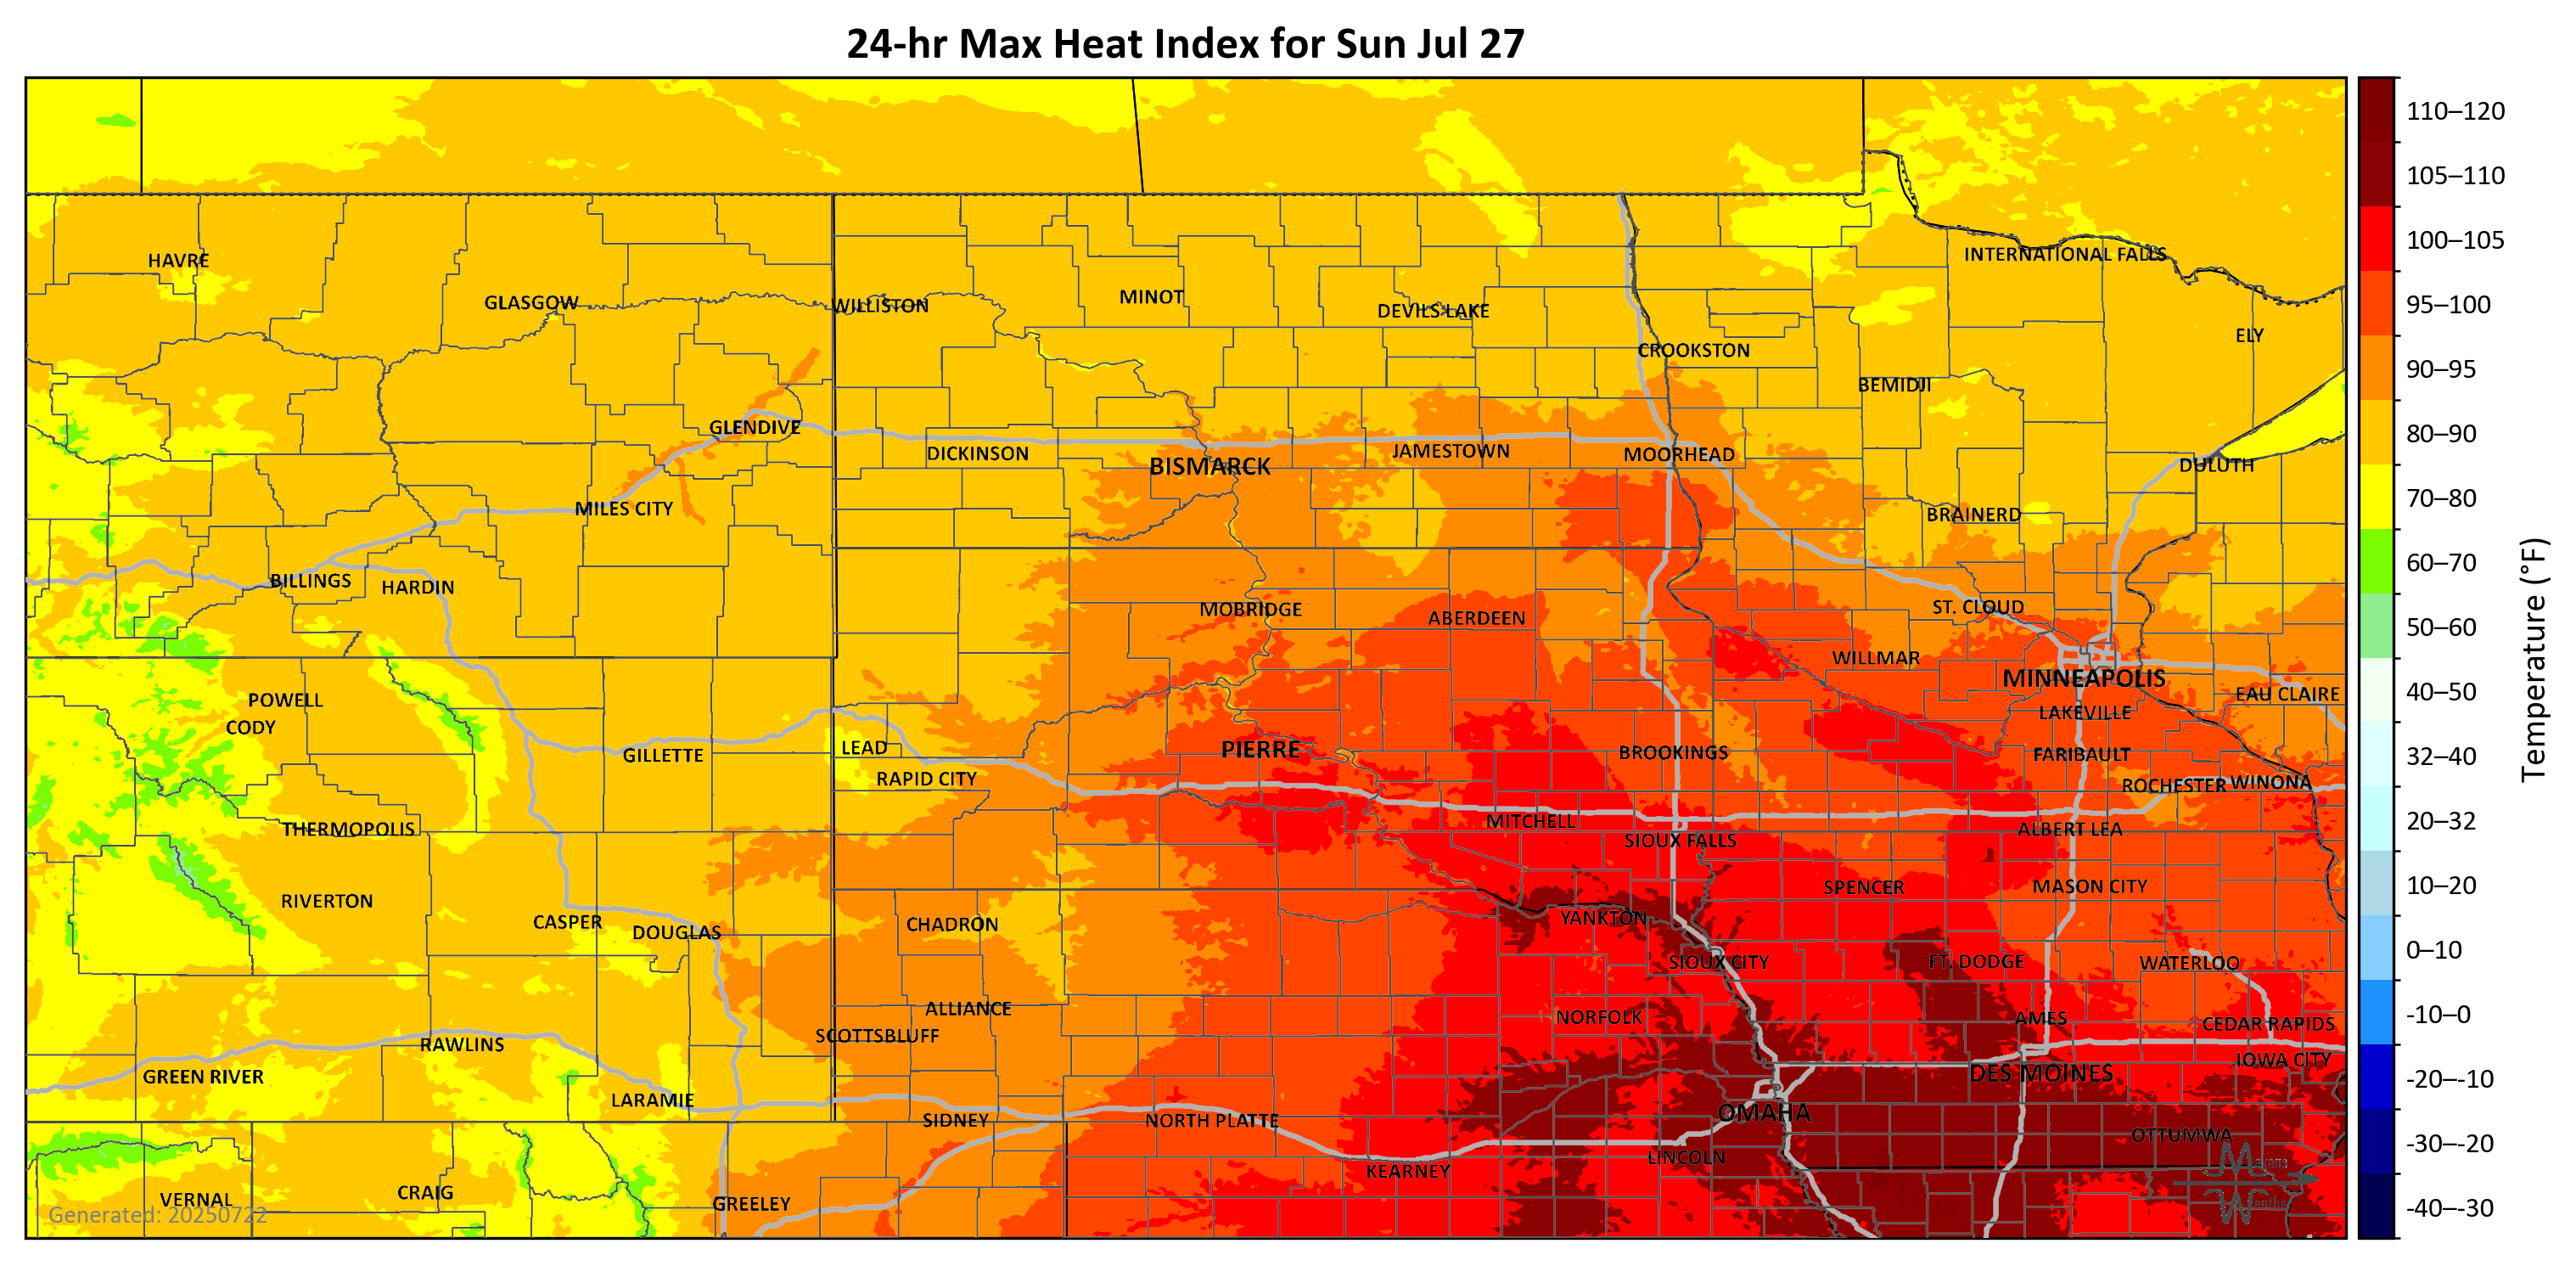 24-hr Max Heat Index for Sun Jul 27
110–120
105–110
100–105
95–100
90–95
80–90
70–80
60–70
50–60
40–50
32–40
20–32
10–20
0–10
-10–0
-20–-10
-30–-20
-40–-30
Temperature (°F)
HAVRE
INTERNATIONAL FALLS
GLASGOW
WILLISTON
MINOT
DEVILS LAKE
ELY
CROOKSTON
BEMIDJI
GLENDIVE
DICKINSON
BISMARCK
JAMESTOWN
MOORHEAD
DULUTH
MILES CITY
BRAINERD
BILLINGS
HARDIN
MOBRIDGE
ABERDEEN
ST. CLOUD
WILLMAR
MINNEAPOLIS
EAU CLAIRE
POWELL
CODY
LAKEVILLE
GILLETTE
LEAD
PIERRE
BROOKINGS
FARIBAULT
RAPID CITY
ROCHESTER
WINONA
THERMOPOLIS
MITCHELL
SIOUX FALLS
ALBERT LEA
RIVERTON
SPENCER
MASON CITY
CASPER
DOUGLAS
CHADRON
YANKTON
SIOUX CITY
FT. DODGE
WATERLOO
ALLIANCE
NORFOLK
AMES
CEDAR RAPIDS
SCOTTSBLUFF
RAWLINS
IOWA CITY
GREEN RIVER
DES MOINES
LARAMIE
SIDNEY
NORTH PLATTE
OMAHA
OTTUMWA
LINCOLN
KEARNEY
VERNAL
CRAIG
GREELEY
Generated: 20250722